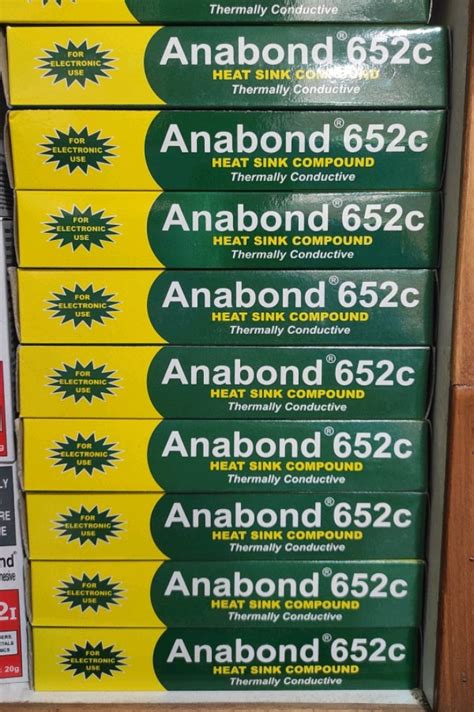 Thermally Conductive
FOR
ELECTRONIC
USE
Anabond® 652c
HEAT SINK COMPOUND
Thermally Conductive
FOR
ELECTRONIC
USE
Anabond® 652c
HEAT SINK COMPOUND
Thermally Conductive
FOR
ELECTRONIC
USE
Anabond® 652c
HEAT SINK COMPOUND
Thermally Conductive
FOR
ELECTRONIC
USE
Anabond® 652c
HEAT SINK COMPOUND
Thermally Conductive
FOR
ELECTRONIC
USE
Anabond® 652c
HEAT SINK COMPOUND
Thermally Conductive
FOR
ELECTRONIC
USE
Anabond® 652c
HEAT SINK COMPOUND
Thermally Conductive
FOR
ELECTRONIC
USE
Anabond® 652c
HEAT SINK COMPOUND
Thermally Conductive
FOR
ELECTRONIC
USE
Anabond® 652c
HEAT SINK COMPOUND
Thermally Conductive
FOR
ELECTRONIC
USE
Anabond® 652c
HEAT SINK COMPOUND
Thermally Conductive
20g